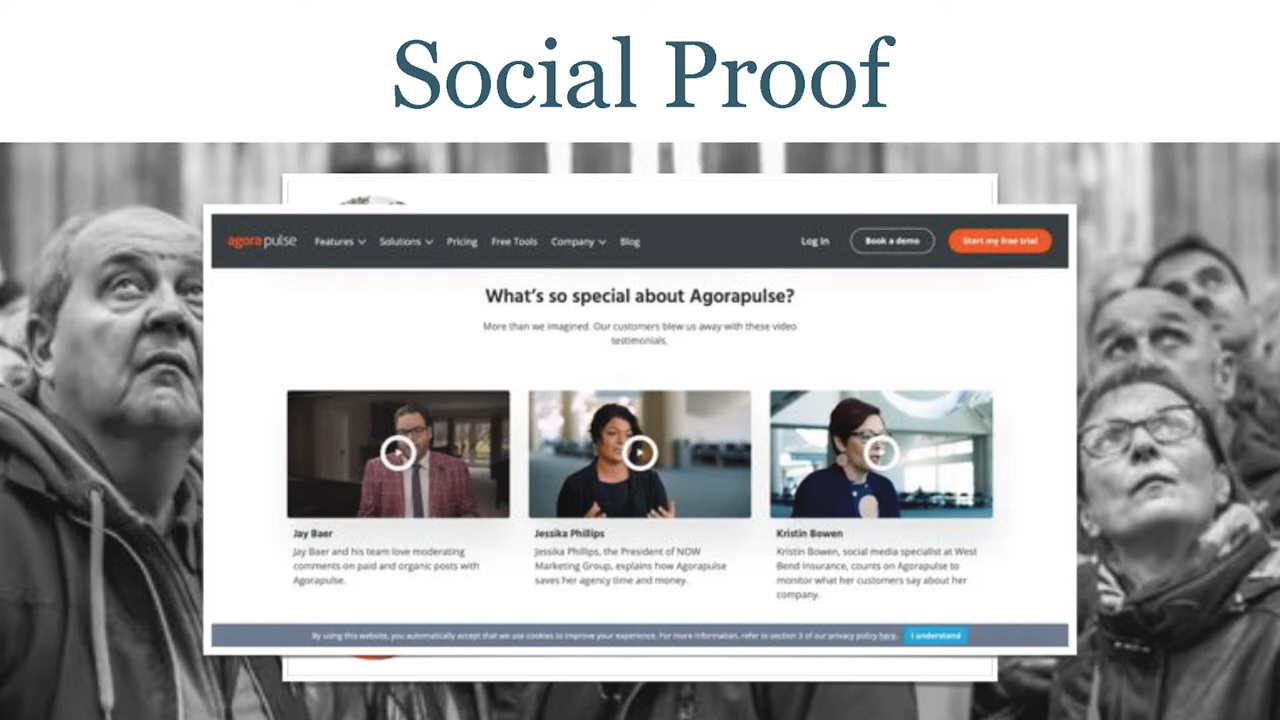 Social Proof
agorapulse Features Solutions Pricing Free Tools Company Blog Log In Book a demo Start my free trial
What's so special about Agorapulse?
More than we imagined. Our customers blew us away with these video
testimonials.
Jay Baer
Jay Baer and his team love moderating
comments on paid and organic posts with
Agorapulse.
Jessika Phillips
Jessika Phillips, the President of NOW
Marketing Group, explains how Agorapulse
saves her agency time and money.
Kristin Bowen
Kristin Bowen, social media specialist at West
Bend Insurance, counts on Agorapulse to
monitor what her customers say about her
company.
By using this website, you automatically accept that we use cookies to improve your experience. For more information, refer to section 3 of our privacy policy here. I understand